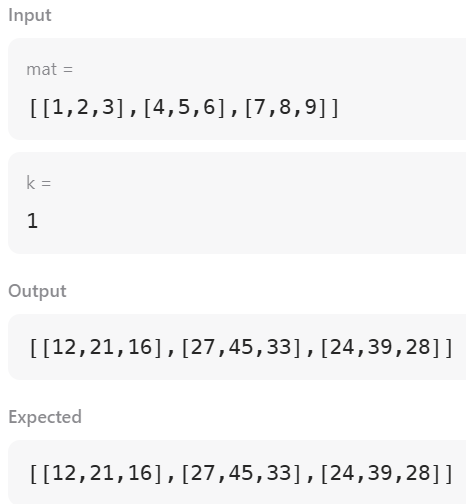 Input
mat =
[[1,2,3],[4,5,6],[7,8,9]]
k =
1
Output
[[12,21,16],[27,45,33],[24,39,28]]
Expected
[[12,21,16],[27,45,33],[24,39,28]]